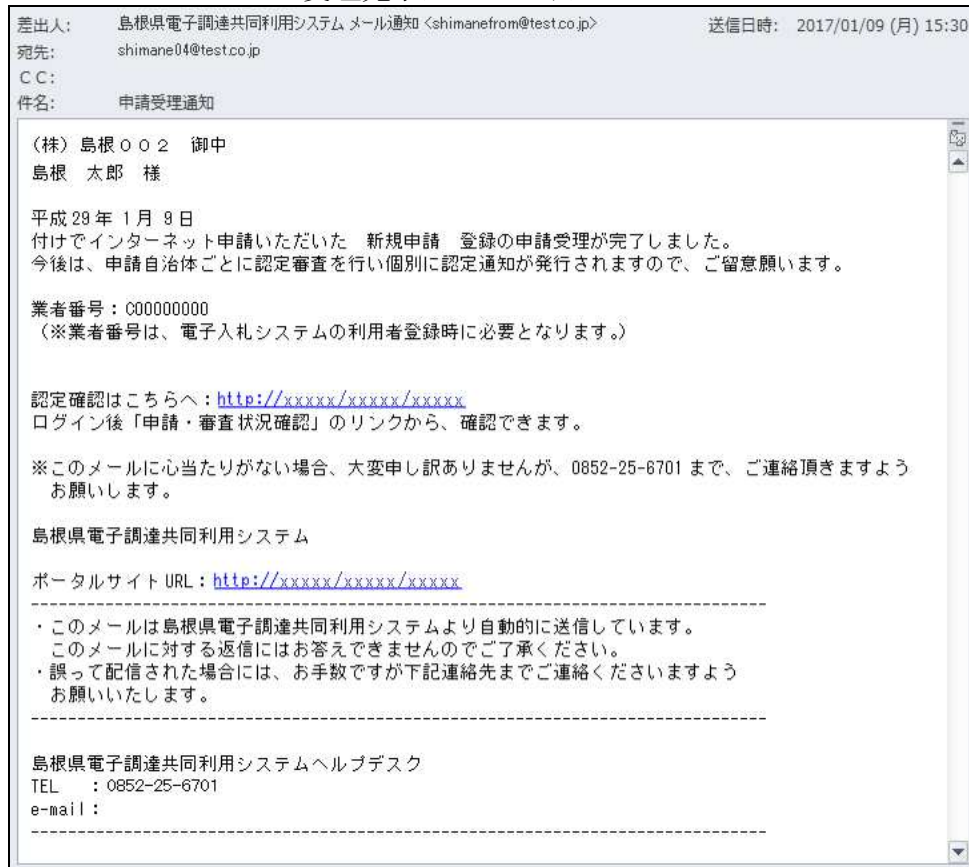 差出人: 島根県電子調達共同利用システム メール通知 <shimanefrom@test.co.jp> 送信日時: 2017/01/09 (月) 15:30
宛先: shimane04@test.co.jp
CC:
件名: 申請受理通知
(株)島根002 御中
島根 太郎 様
平成29年1月9日
付けでインターネット申請いただいた 新規申請 登録の申請受理が完了しました。
今後は、申請自治体ごとに認定審査を行い個別に認定通知が発行されますので、ご留意願います。
業者番号:C00000000
(※業者番号は、電子入札システムの利用者登録時に必要となります。)
認定確認はこちらへ:http://xxxxx/xxxxx/xxxxx
ログイン後「申請・審査状況確認」のリンクから、確認できます。
※このメールに心当たりがない場合、大変申し訳ありませんが、0852-25-6701まで、ご連絡頂きますよう
お願いします。
島根県電子調達共同利用システム
ポータルサイトURL:http://xxxxx/xxxxx/xxxxx
--------------------------------------------------------------------------------
・このメールは島根県電子調達共同利用システムより自動的に送信しています。
このメールに対する返信にはお答えできませんのでご了承ください。
・誤って配信された場合には、お手数ですが下記連絡先までご連絡くださいますよう
お願いいたします。
--------------------------------------------------------------------------------
島根県電子調達共同利用システムヘルプデスク
TEL :0852-25-6701
e-mail:
--------------------------------------------------------------------------------